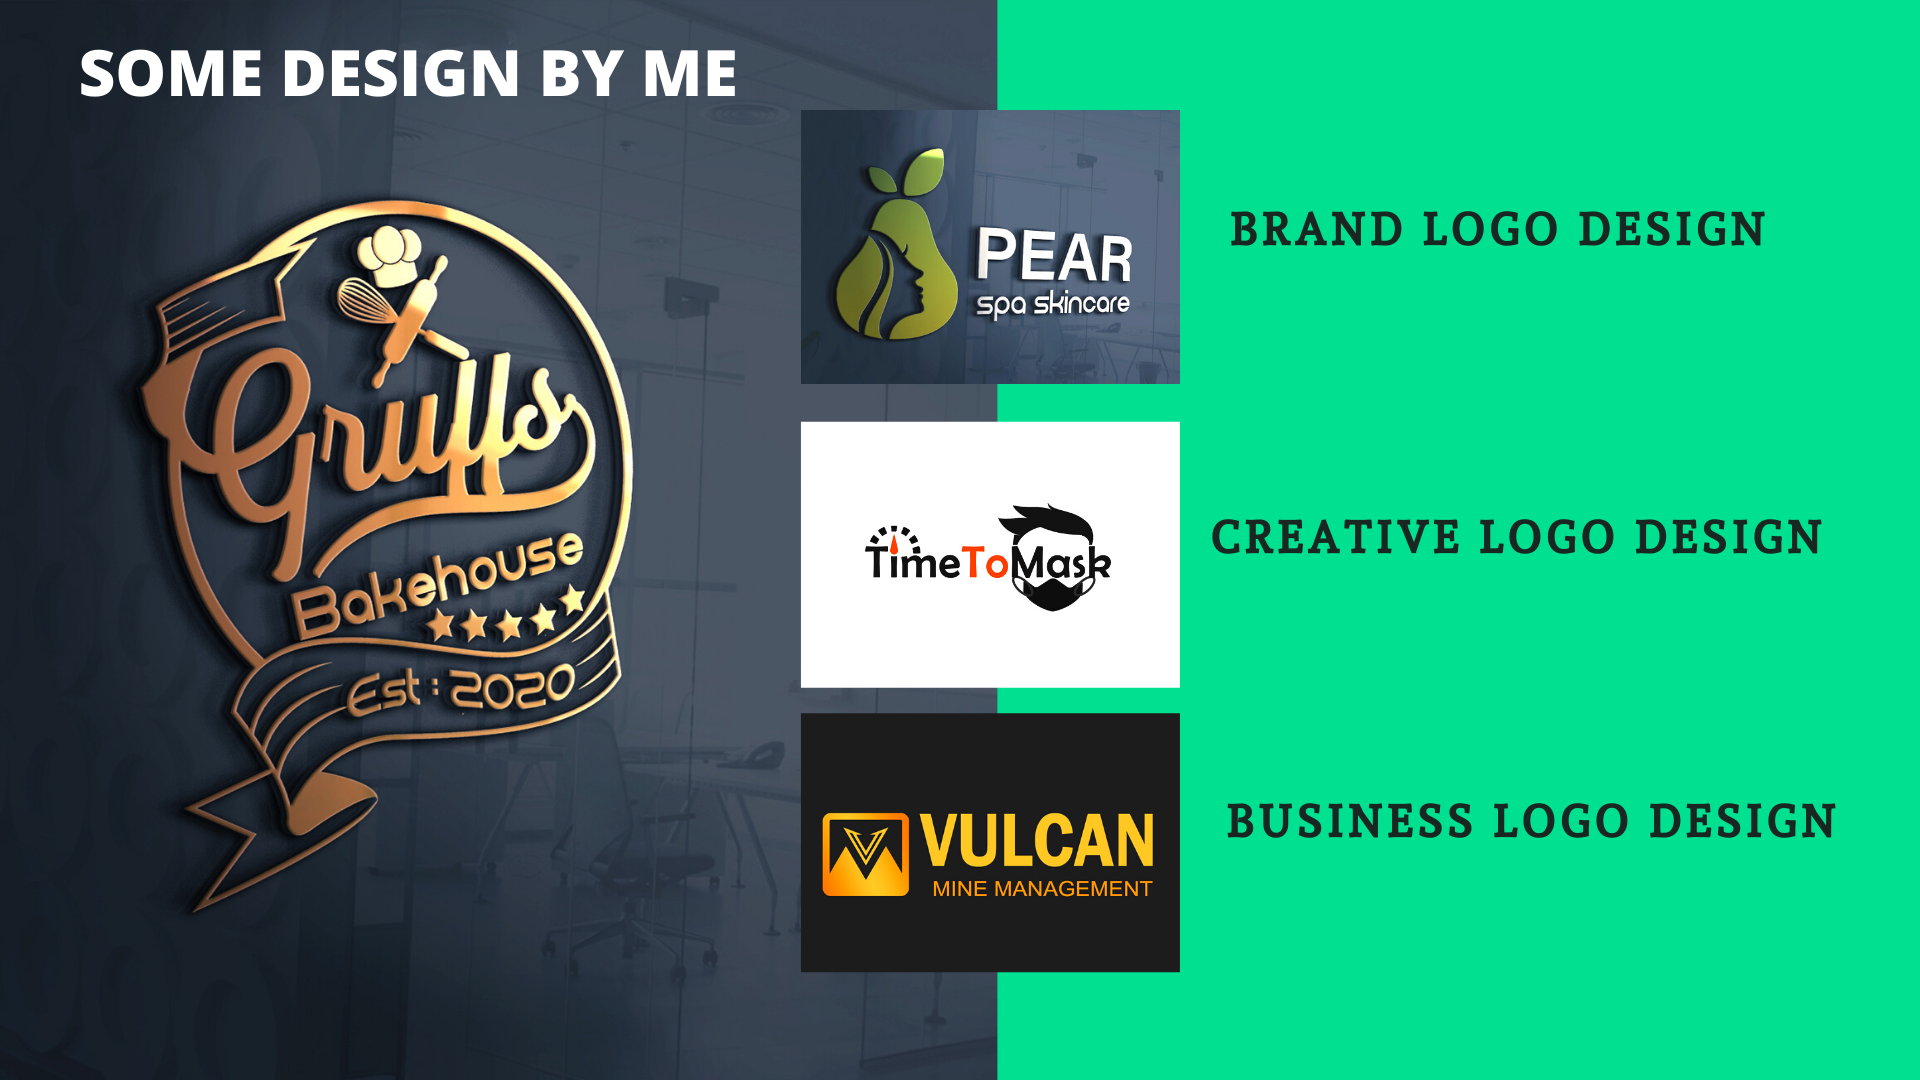 SOME DESIGN BY ME
Gruffs
Bakehouse
Est : 2020
PEAR
spa skincare
BRAND LOGO DESIGN
TimeToMask
CREATIVE LOGO DESIGN
VULCAN
MINE MANAGEMENT
BUSINESS LOGO DESIGN